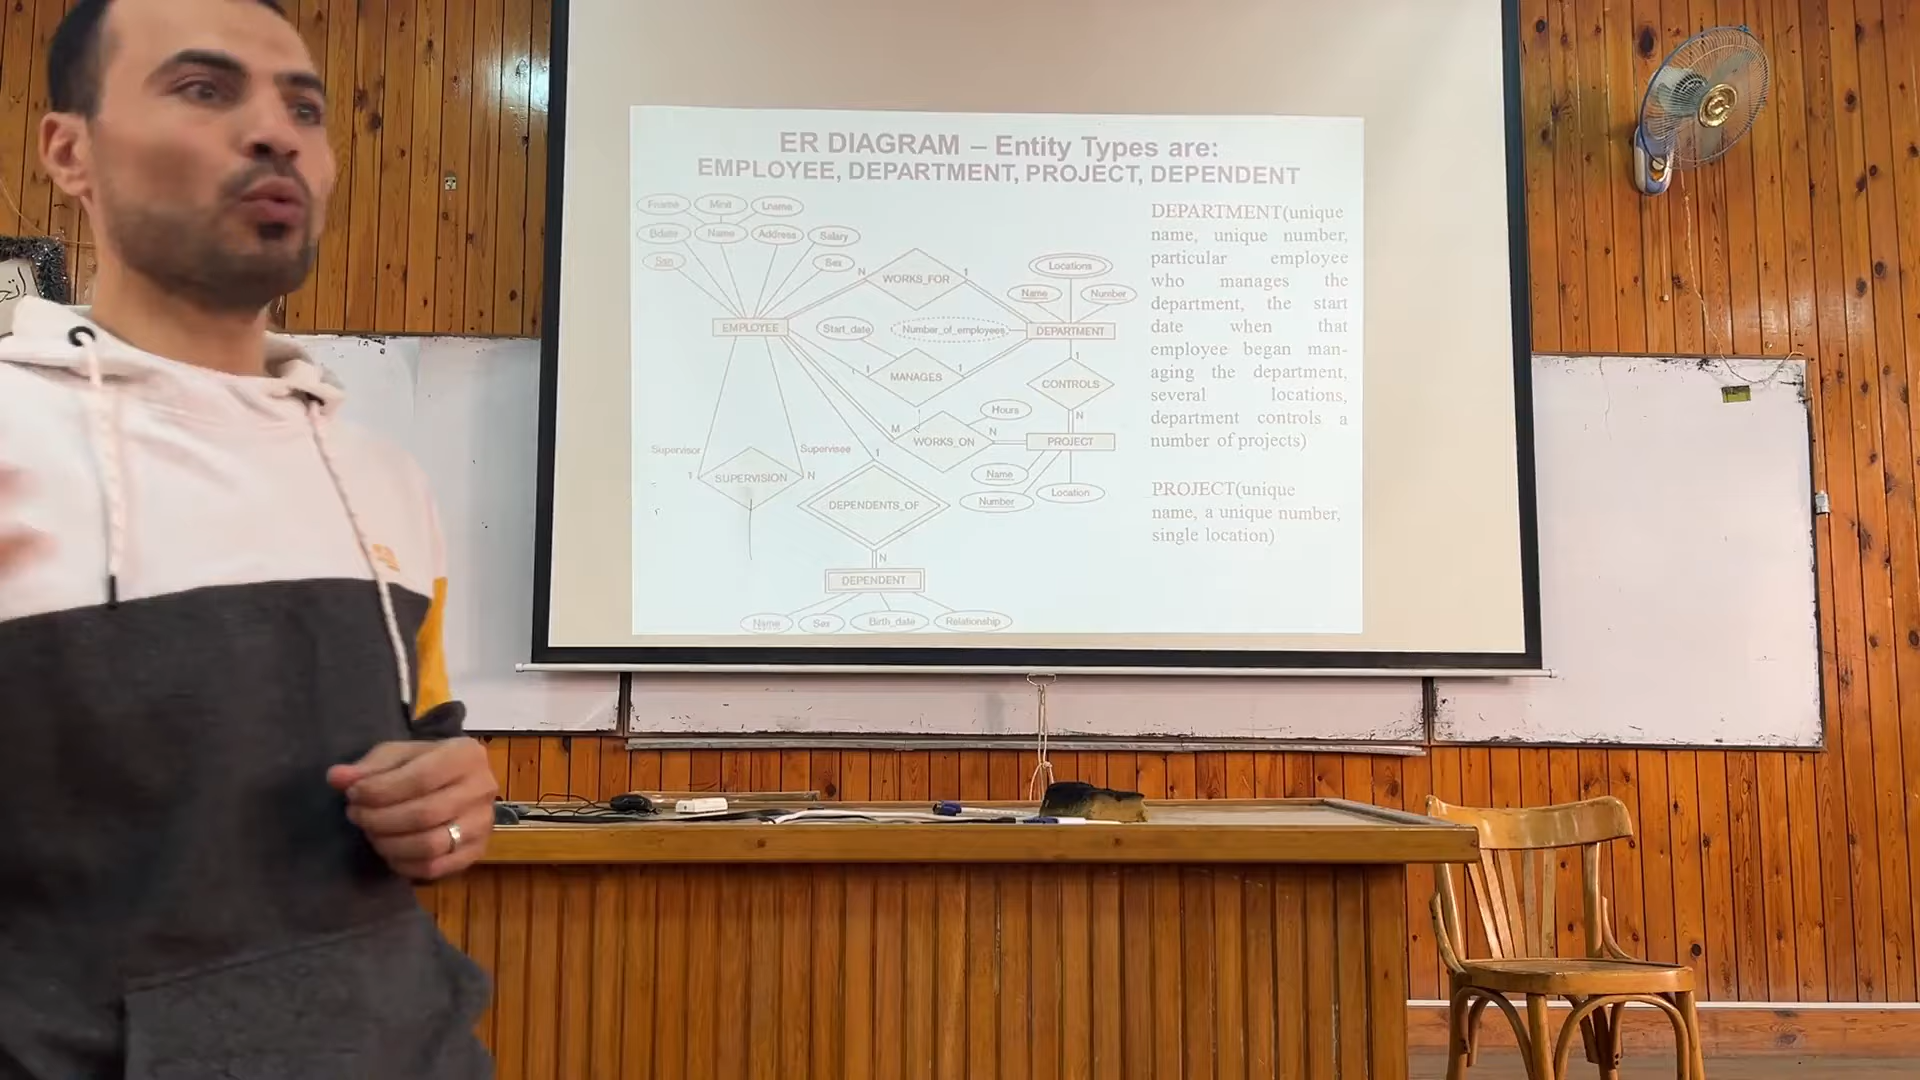 ER DIAGRAM – Entity Types are:
EMPLOYEE, DEPARTMENT, PROJECT, DEPENDENT
Fname Minit Lname
Bdate Name Address Salary
Ssn Sex
WORKS_FOR
N 1
Locations
Name Number
EMPLOYEE
Start_date
Number_of_employees
DEPARTMENT
MANAGES
1 1
1
CONTROLS
N
Hours
M N
WORKS_ON
PROJECT
Supervisor Supervisee
1 SUPERVISION N
1
Name
Number
Location
DEPENDENTS_OF
N
DEPENDENT
Name Sex Birth_date Relationship
DEPARTMENT(unique
name, unique number,
particular employee
who manages the
department, the start
date when that
employee began man-
aging the department,
several locations,
department controls a
number of projects)
PROJECT(unique
name, a unique number,
single location)